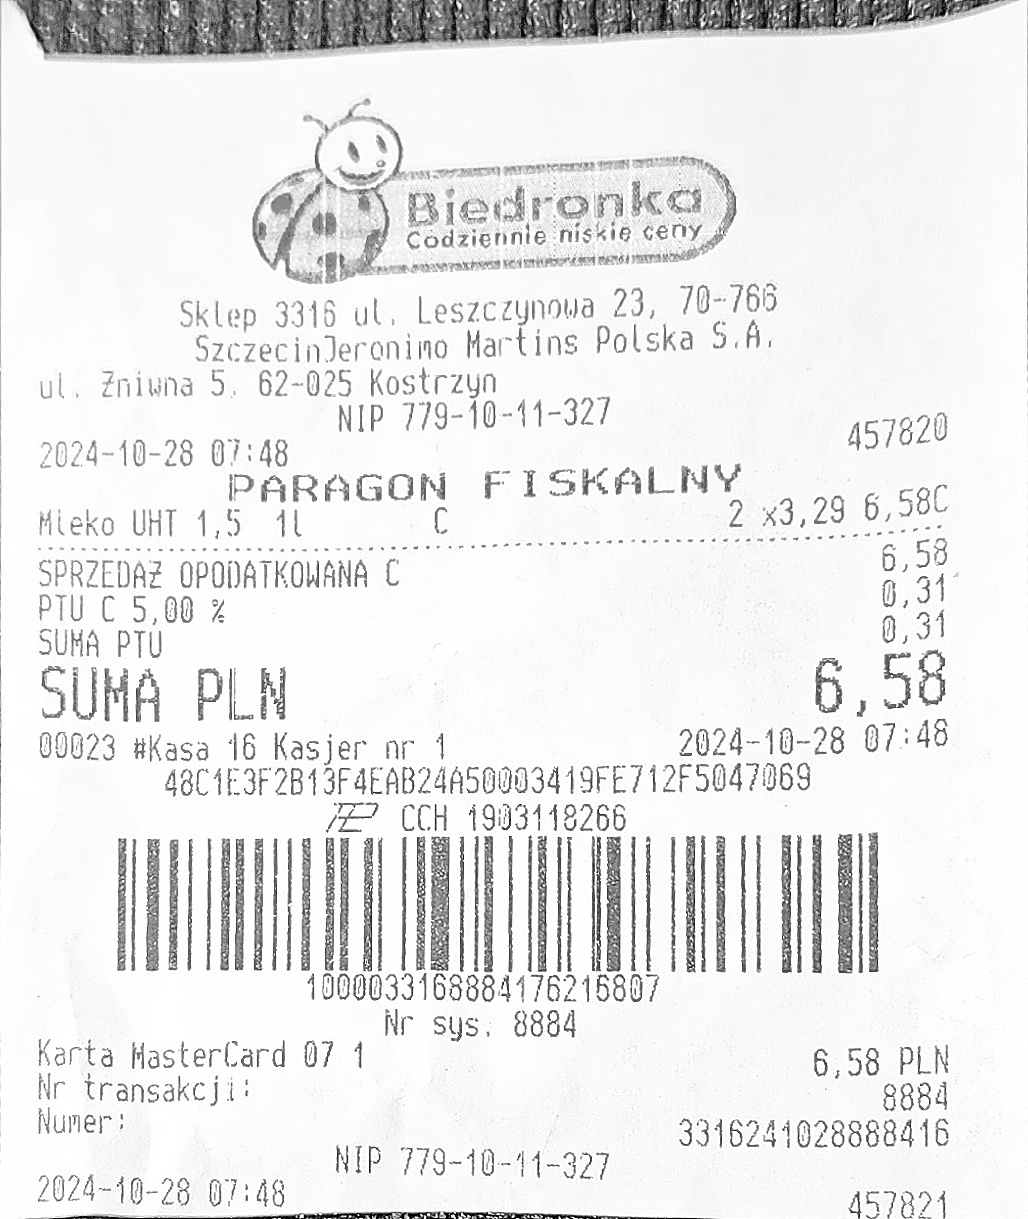 Biedronka
Codziennie niskie ceny
Sklep 3316 ul. Leszczynowa 23, 70-766
SzczecinJeronimo Martins Polska S.A.
ul. Żniwna 5, 62-025 Kostrzyn
NIP 779-10-11-327
2024-10-28 07:48 457820
PARAGON FISKALNY
Mleko UHT 1,5 1l C 2 x3,29 6,58C
SPRZEDAŻ OPODATKOWANA C 6,58
PTU C 5,00 % 0,31
SUMA PTU 0,31
SUMA PLN 6,58
00023 #Kasa 16 Kasjer nr 1 2024-10-28 07:48
48C1E3F2B13F4EAB24A50003419FE712F5047069
CCH 1903118266
1000033168884176215807
Nr sys. 8884
Karta MasterCard 07 1 6,58 PLN
Nr transakcji: 8884
Numer: 3316241028888416
NIP 779-10-11-327
2024-10-28 07:48 457821